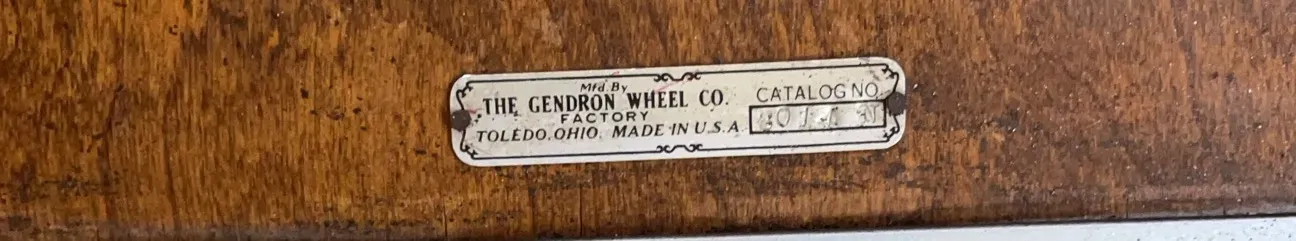 Mfd. By
THE GENDRON WHEEL CO.
FACTORY
TOLEDO, OHIO. MADE IN U.S.A.
CATALOG NO.